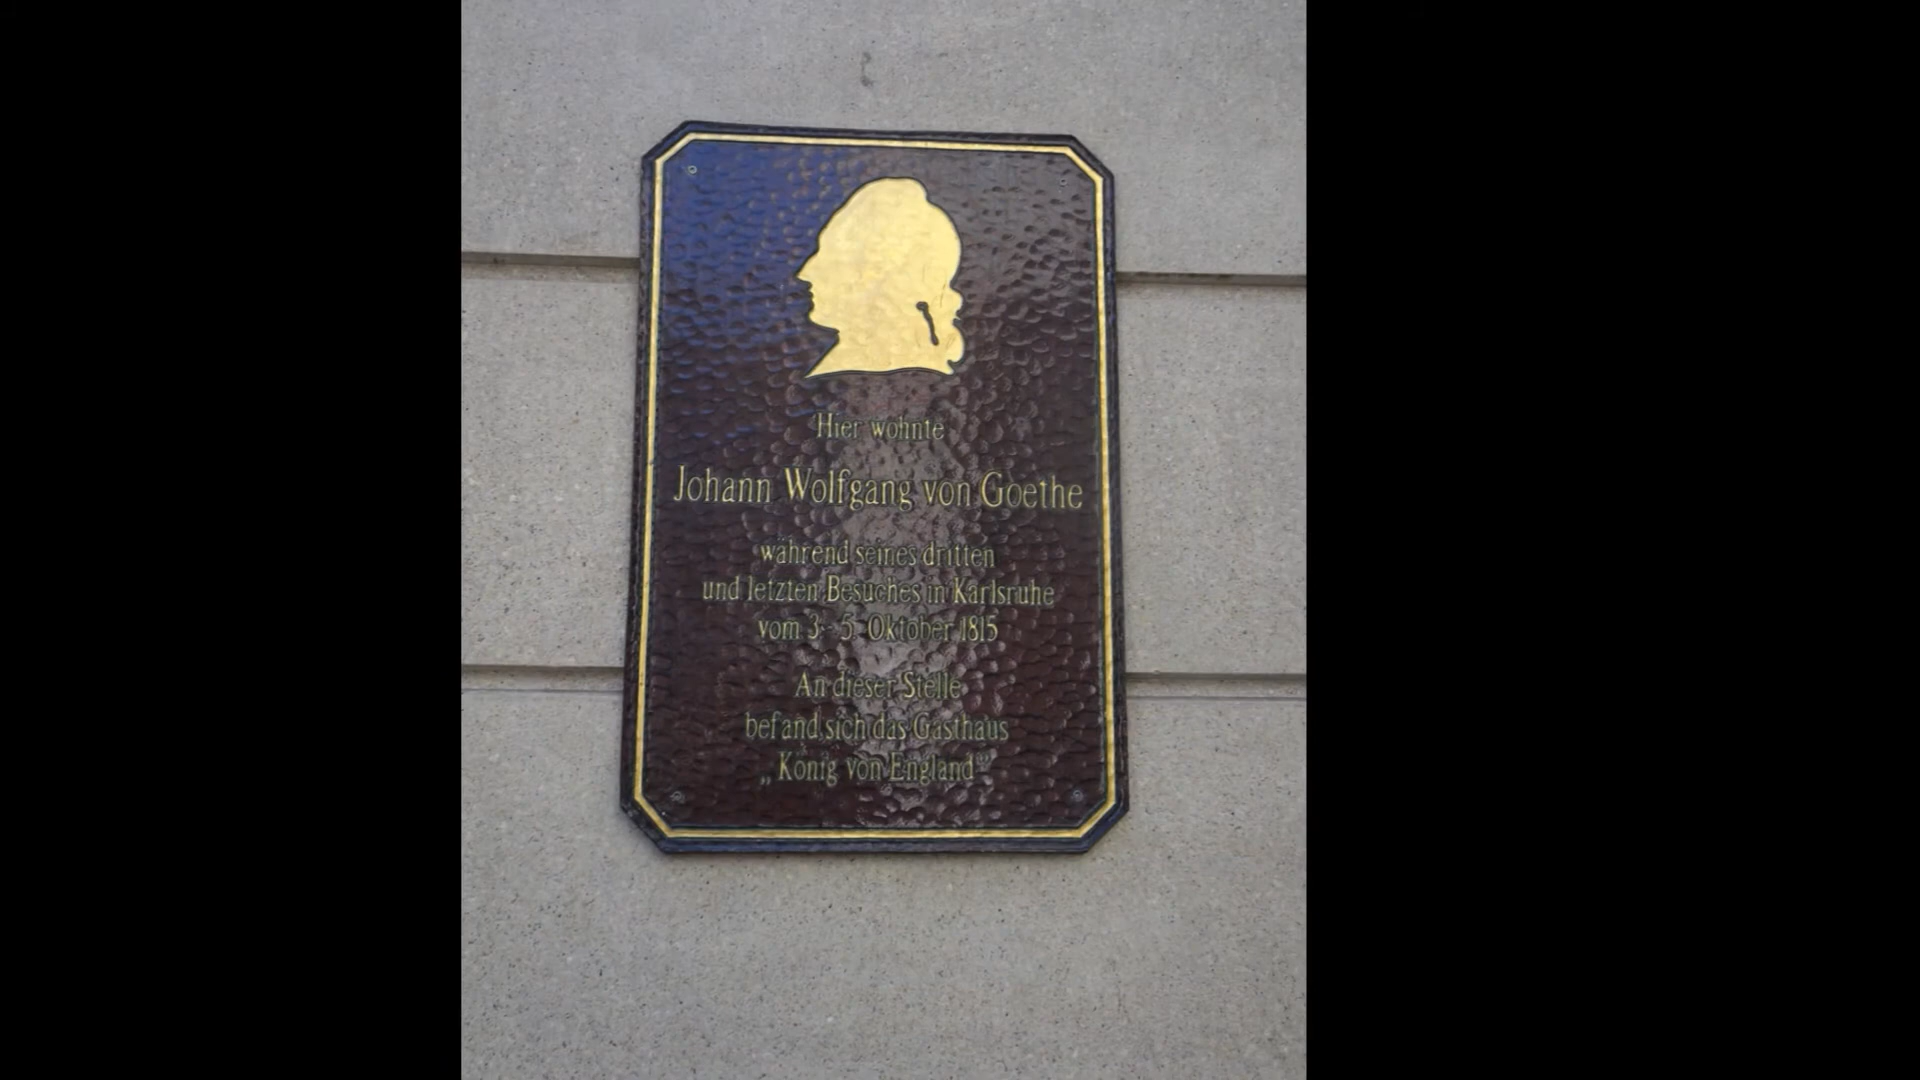 Hier wohnte
Johann Wolfgang von Goethe
während seines dritten
und letzten Besuches in Karlsruhe
vom 3.- 5. Oktober 1815
An dieser Stelle
befand sich das Gasthaus
„König von England”